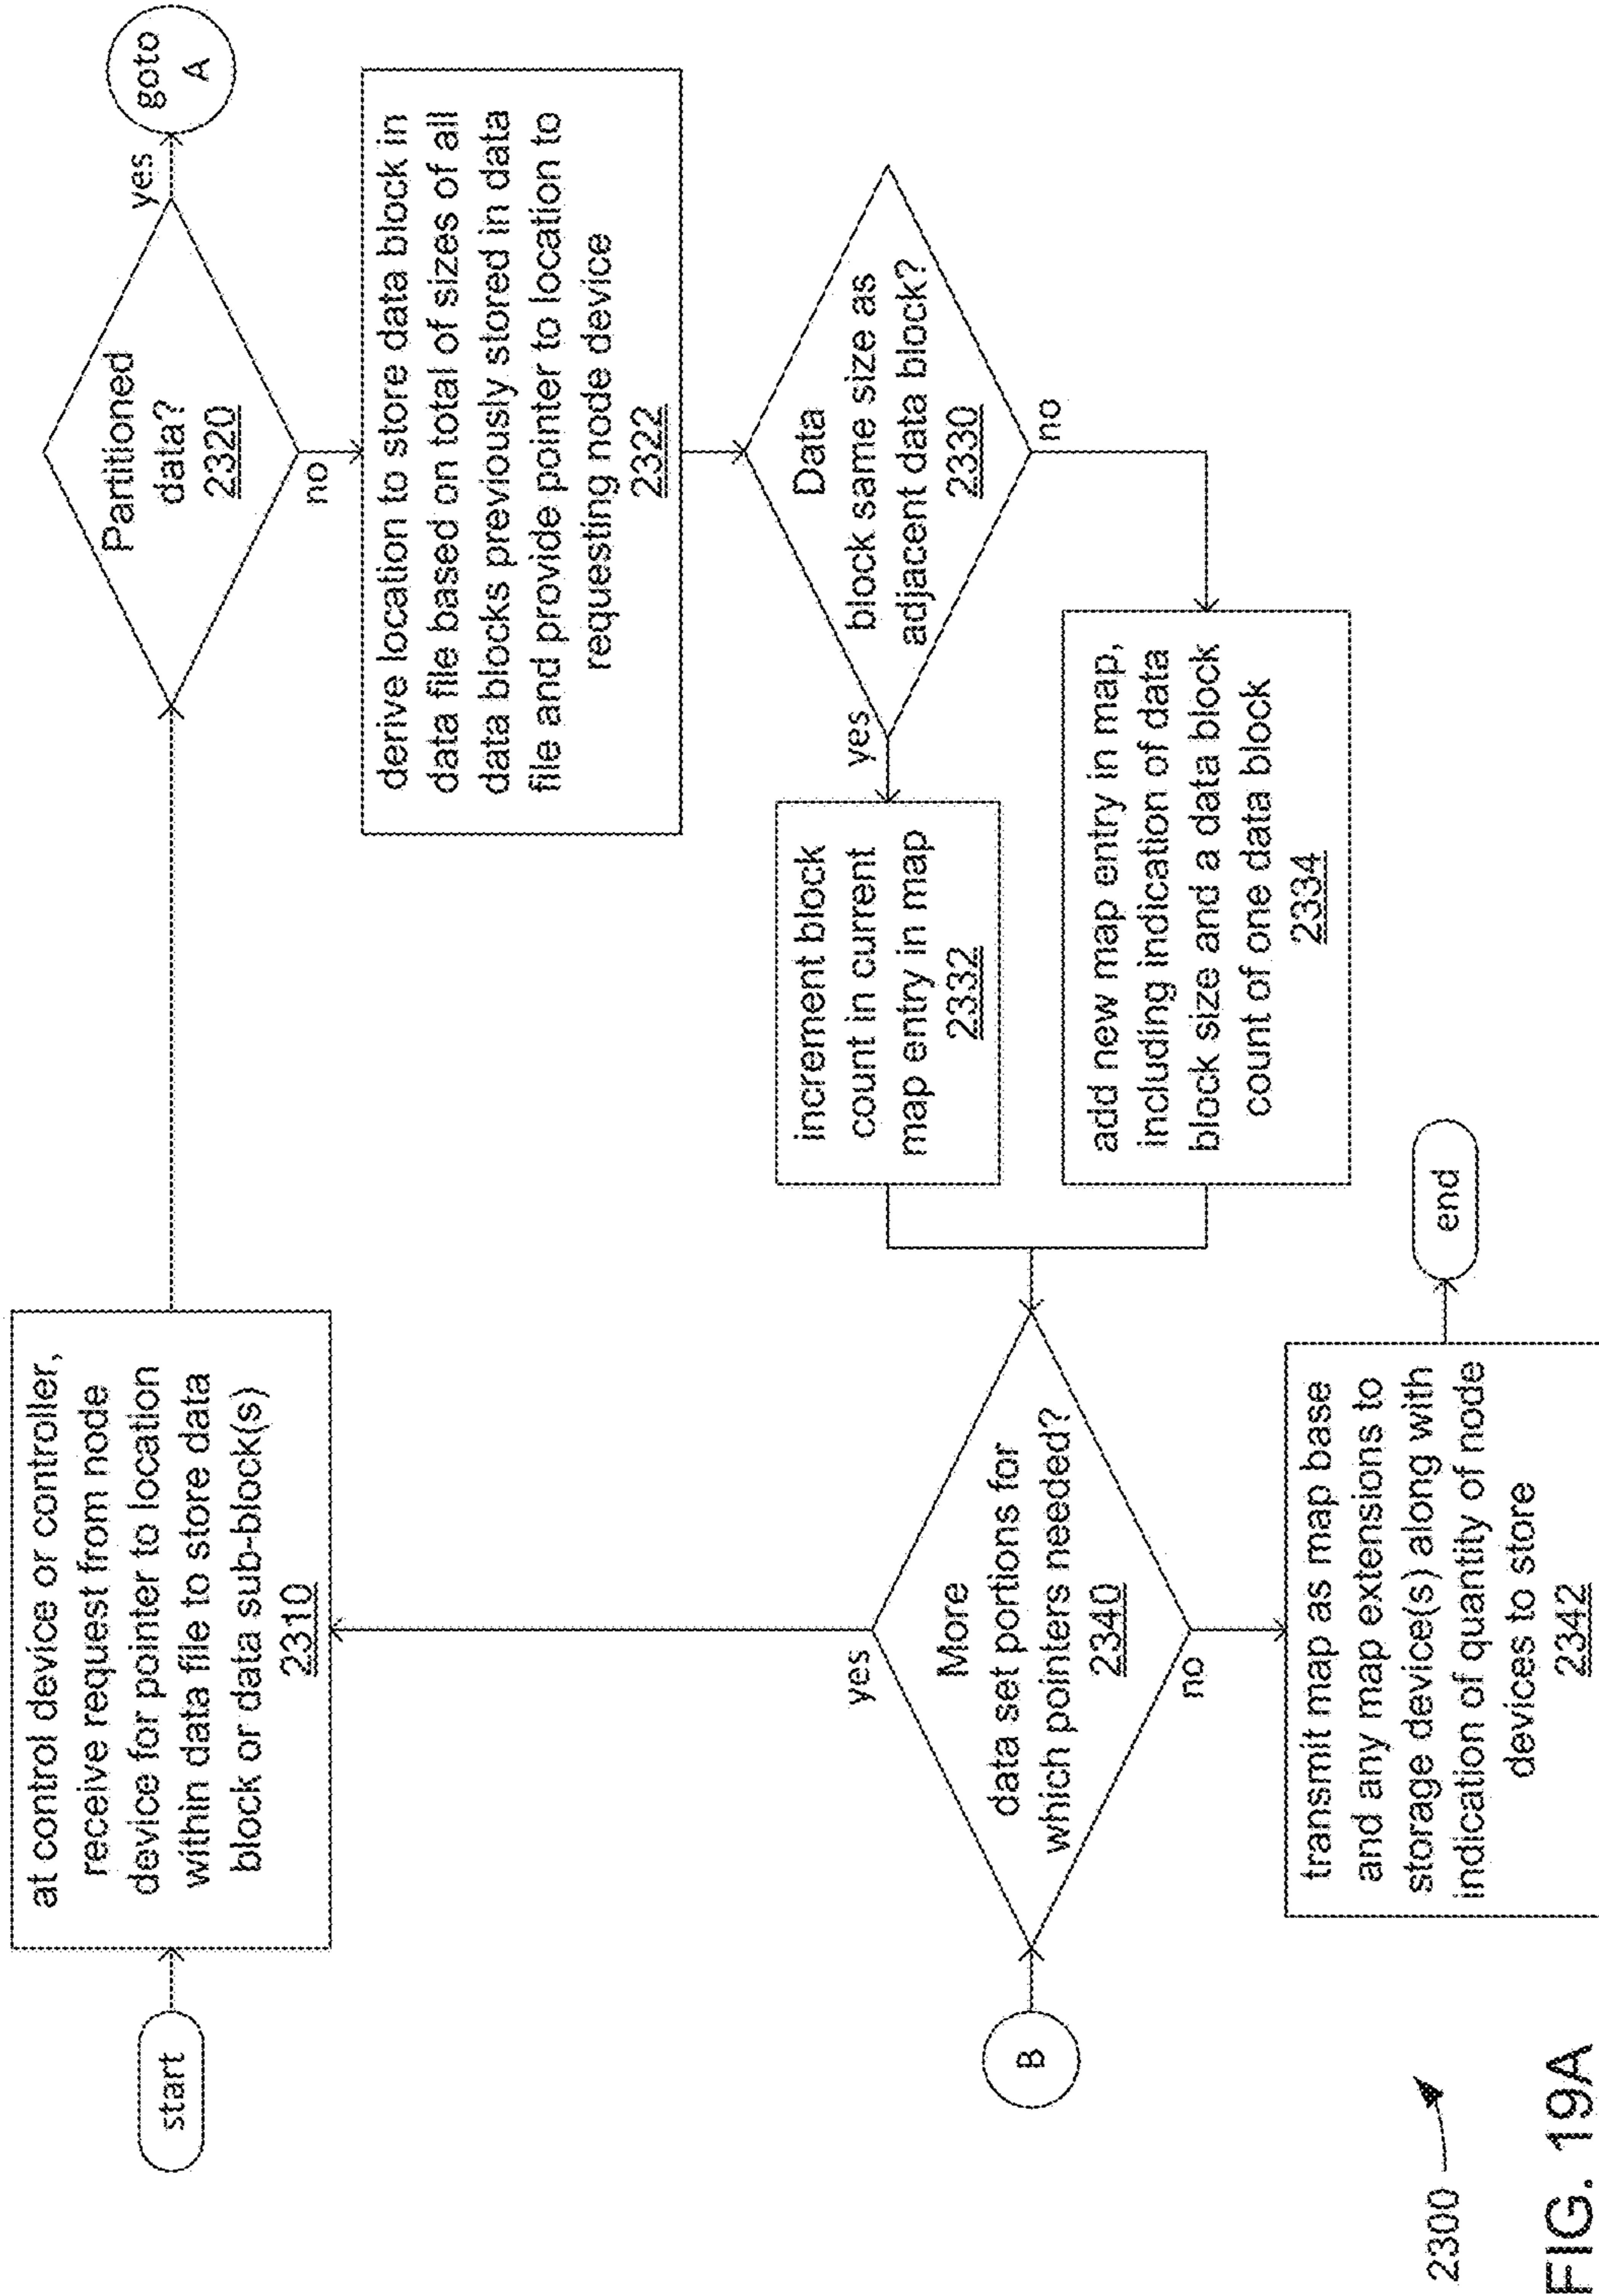 start
at control device or controller,
receive request from node
device for pointer to location
within data file to store data
block or data sub-block(s)
2310
Partitioned
data?
2320
yes
goto
A
no
derive location to store data block in
data file based on total of sizes of all
data blocks previously stored in data
file and provide pointer to location to
requesting node device
2322
Data
block same size as
adjacent data block?
2330
yes
no
increment block
count in current
map entry in map
2332
add new map entry in map,
including indication of data
block size and a data block
count of one data block
2334
B
More
data set portions for
which pointers needed?
2340
yes
no
transmit map as map base
and any map extensions to
storage device(s) along with
indication of quantity of node
devices to store
2342
end
2300
FIG. 19A